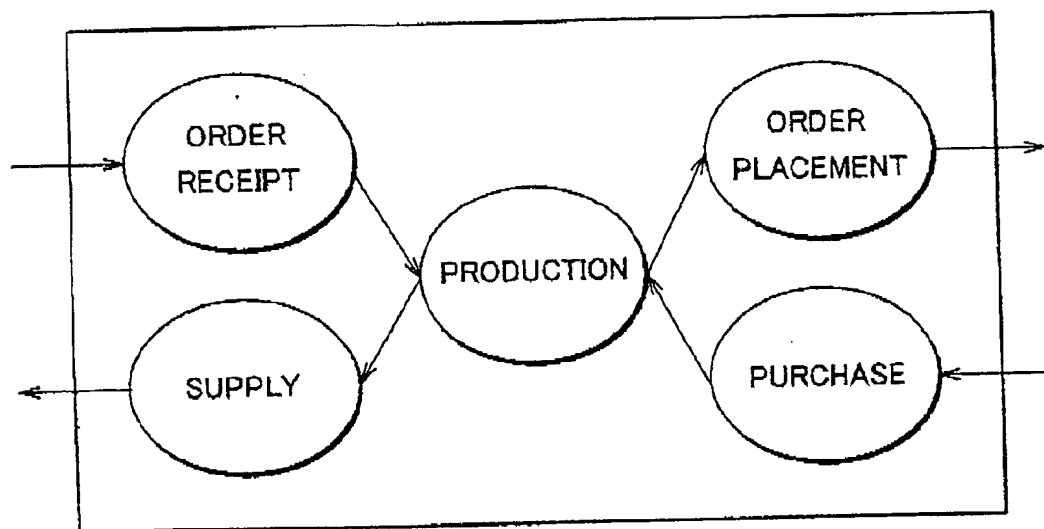 ORDER
RECEIPT
ORDER
PLACEMENT
PRODUCTION
SUPPLY
PURCHASE